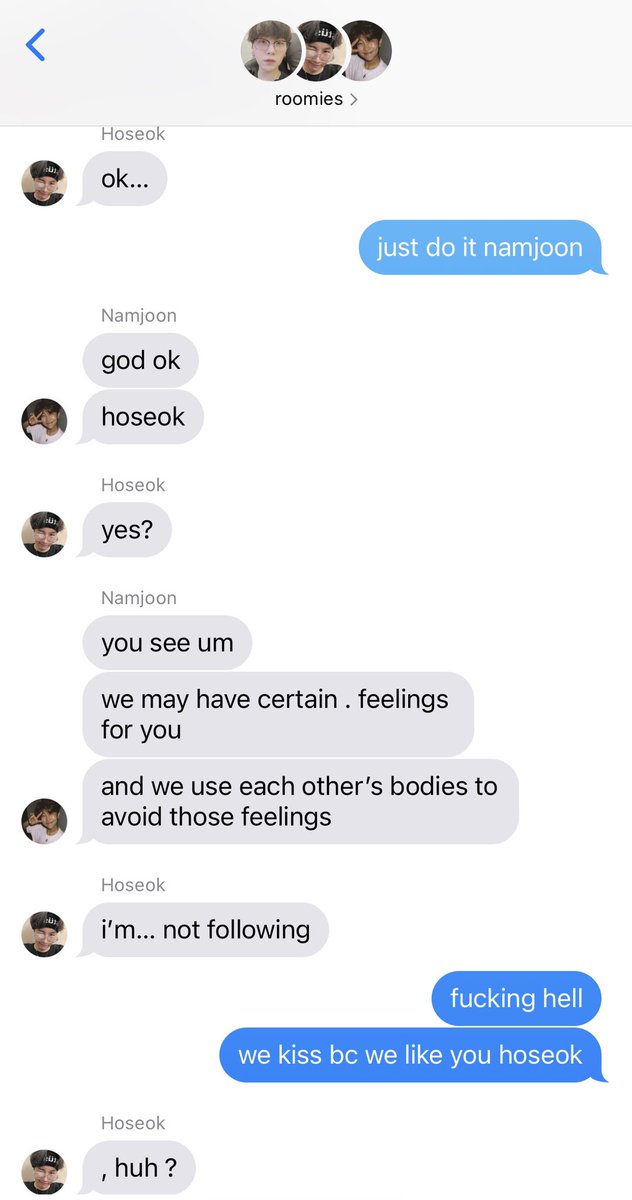 roomies
Hoseok
ok...
just do it namjoon
Namjoon
god ok
hoseok
Hoseok
yes?
Namjoon
you see um
we may have certain . feelings
for you
and we use each other’s bodies to
avoid those feelings
Hoseok
i’m... not following
fucking hell
we kiss bc we like you hoseok
Hoseok
, huh ?